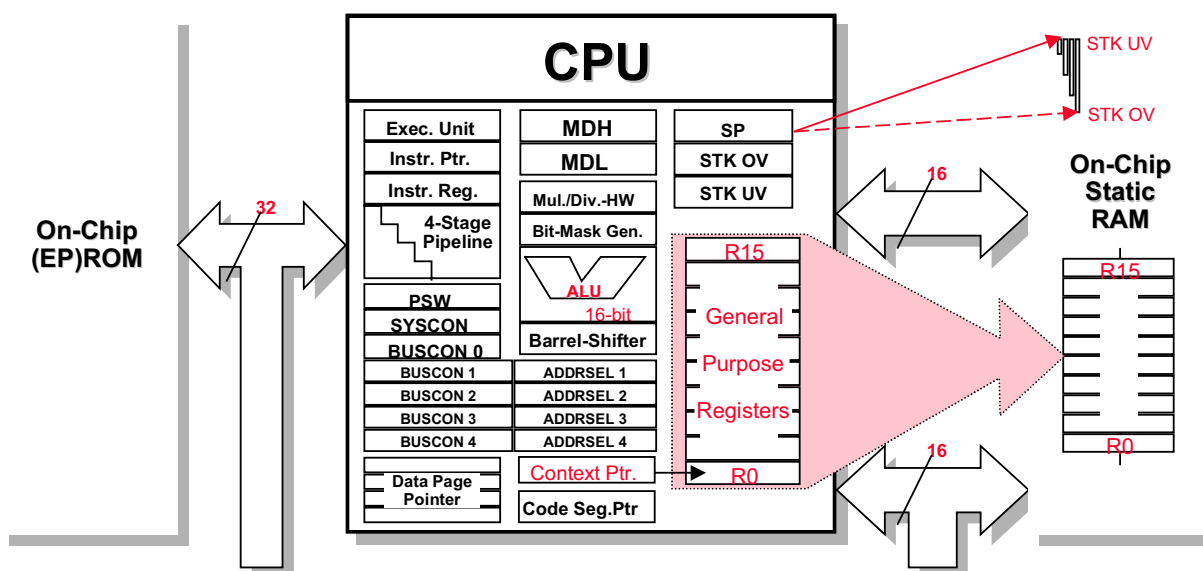 CPU
STK UV
STK OV
Exec. Unit
Instr. Ptr.
Instr. Reg.
4-Stage
Pipeline
MDH
MDL
Mul./Div.-HW
Bit-Mask Gen.
ALU
16-bit
Barrel-Shifter
SP
STK OV
STK UV
On-Chip
(EP)ROM
32
16
On-Chip
Static
RAM
PSW
SYSCON
BUSCON 0
BUSCON 1
ADDRSEL 1
BUSCON 2
ADDRSEL 2
BUSCON 3
ADDRSEL 3
BUSCON 4
ADDRSEL 4
R15
General
Purpose
Registers
R0
R15
R0
16
Data Page
Pointer
Context Ptr.
Code Seg.Ptr